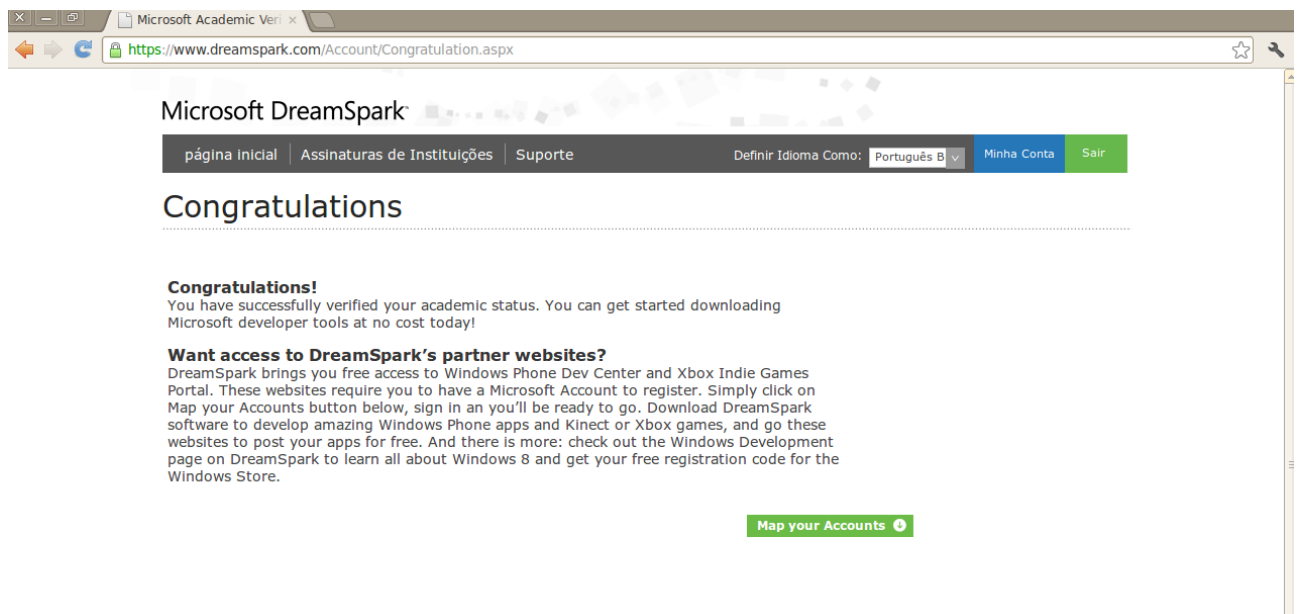 Microsoft Academic Veri
https://www.dreamspark.com/Account/Congratulation.aspx
Microsoft DreamSpark
página inicial Assinaturas de Instituições Suporte Definir Idioma Como: Português B Minha Conta Sair
Congratulations
Congratulations!
You have successfully verified your academic status. You can get started downloading
Microsoft developer tools at no cost today!
Want access to DreamSpark’s partner websites?
DreamSpark brings you free access to Windows Phone Dev Center and Xbox Indie Games
Portal. These websites require you to have a Microsoft Account to register. Simply click on
Map your Accounts button below, sign in an you’ll be ready to go. Download DreamSpark
software to develop amazing Windows Phone apps and Kinect or Xbox games, and go these
websites to post your apps for free. And there is more: check out the Windows Development
page on DreamSpark to learn all about Windows 8 and get your free registration code for the
Windows Store.
Map your Accounts